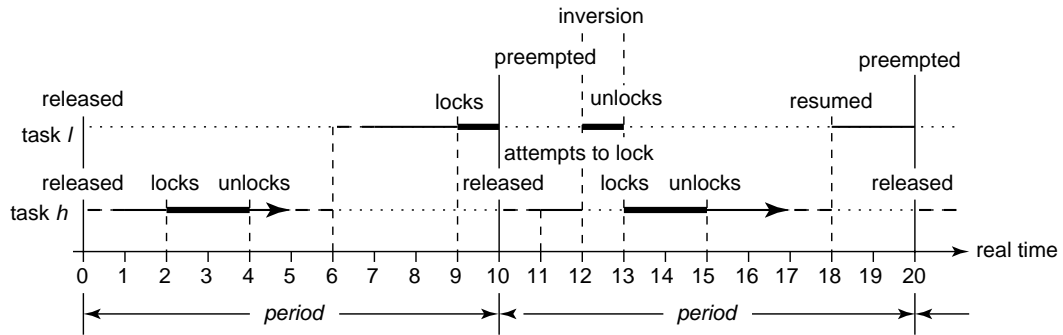 inversion
preempted
preempted
released
locks
unlocks
resumed
task l
attempts to lock
released
locks
unlocks
released
locks
unlocks
released
task h
real time
0 1 2 3 4 5 6 7 8 9 10 11 12 13 14 15 16 17 18 19 20
period
period